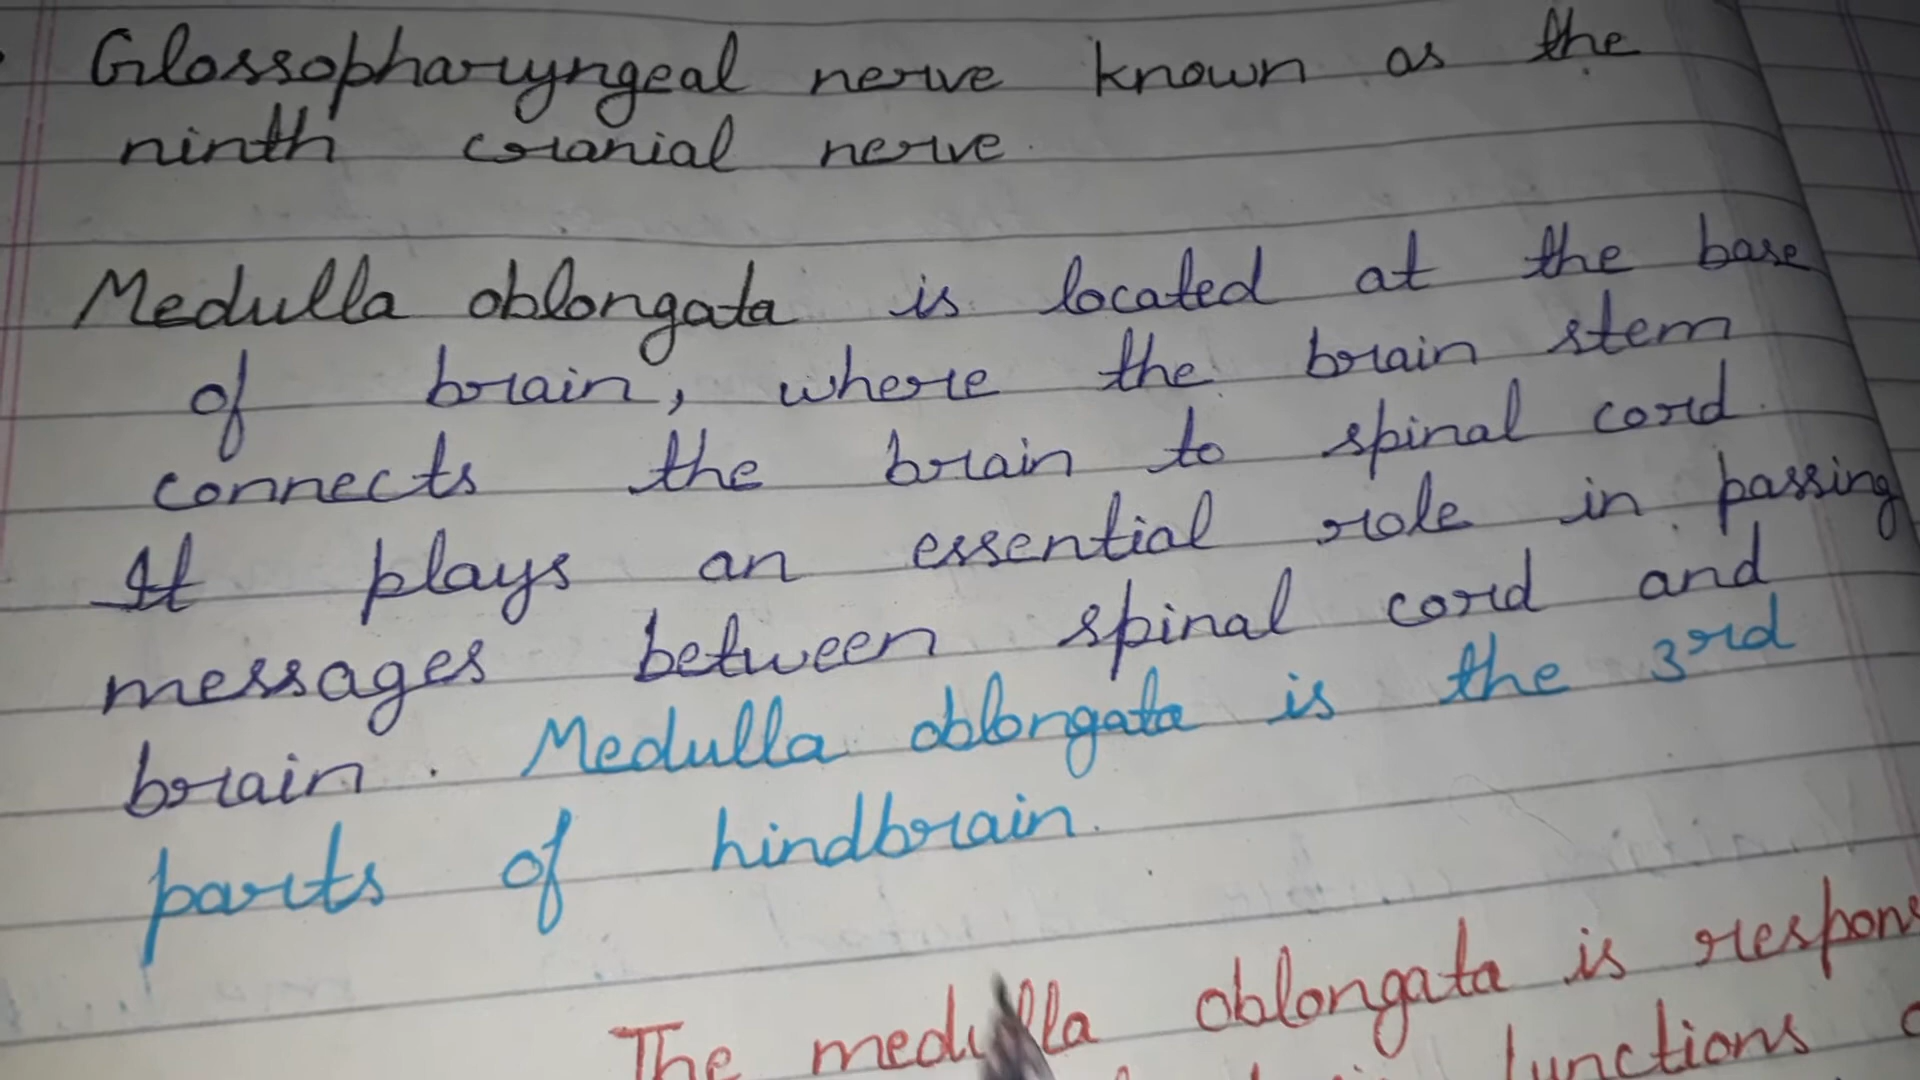 Glossopharyngeal nerve known as the
ninth cranial nerve.
Medulla oblongata is located at the base
of brain, where the brain stem
connects the brain to spinal cord.
It plays an essential role in passing
messages between spinal cord and
brain. Medulla oblongata is the 3rd
parts of hindbrain.
The medulla oblongata is respons
functions